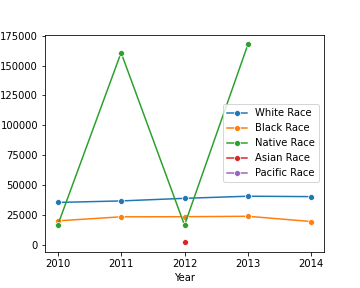 175000
150000
125000
100000
75000
50000
25000
0
White Race
Black Race
Native Race
Asian Race
Pacific Race
2010 2011 2012 2013 2014
Year